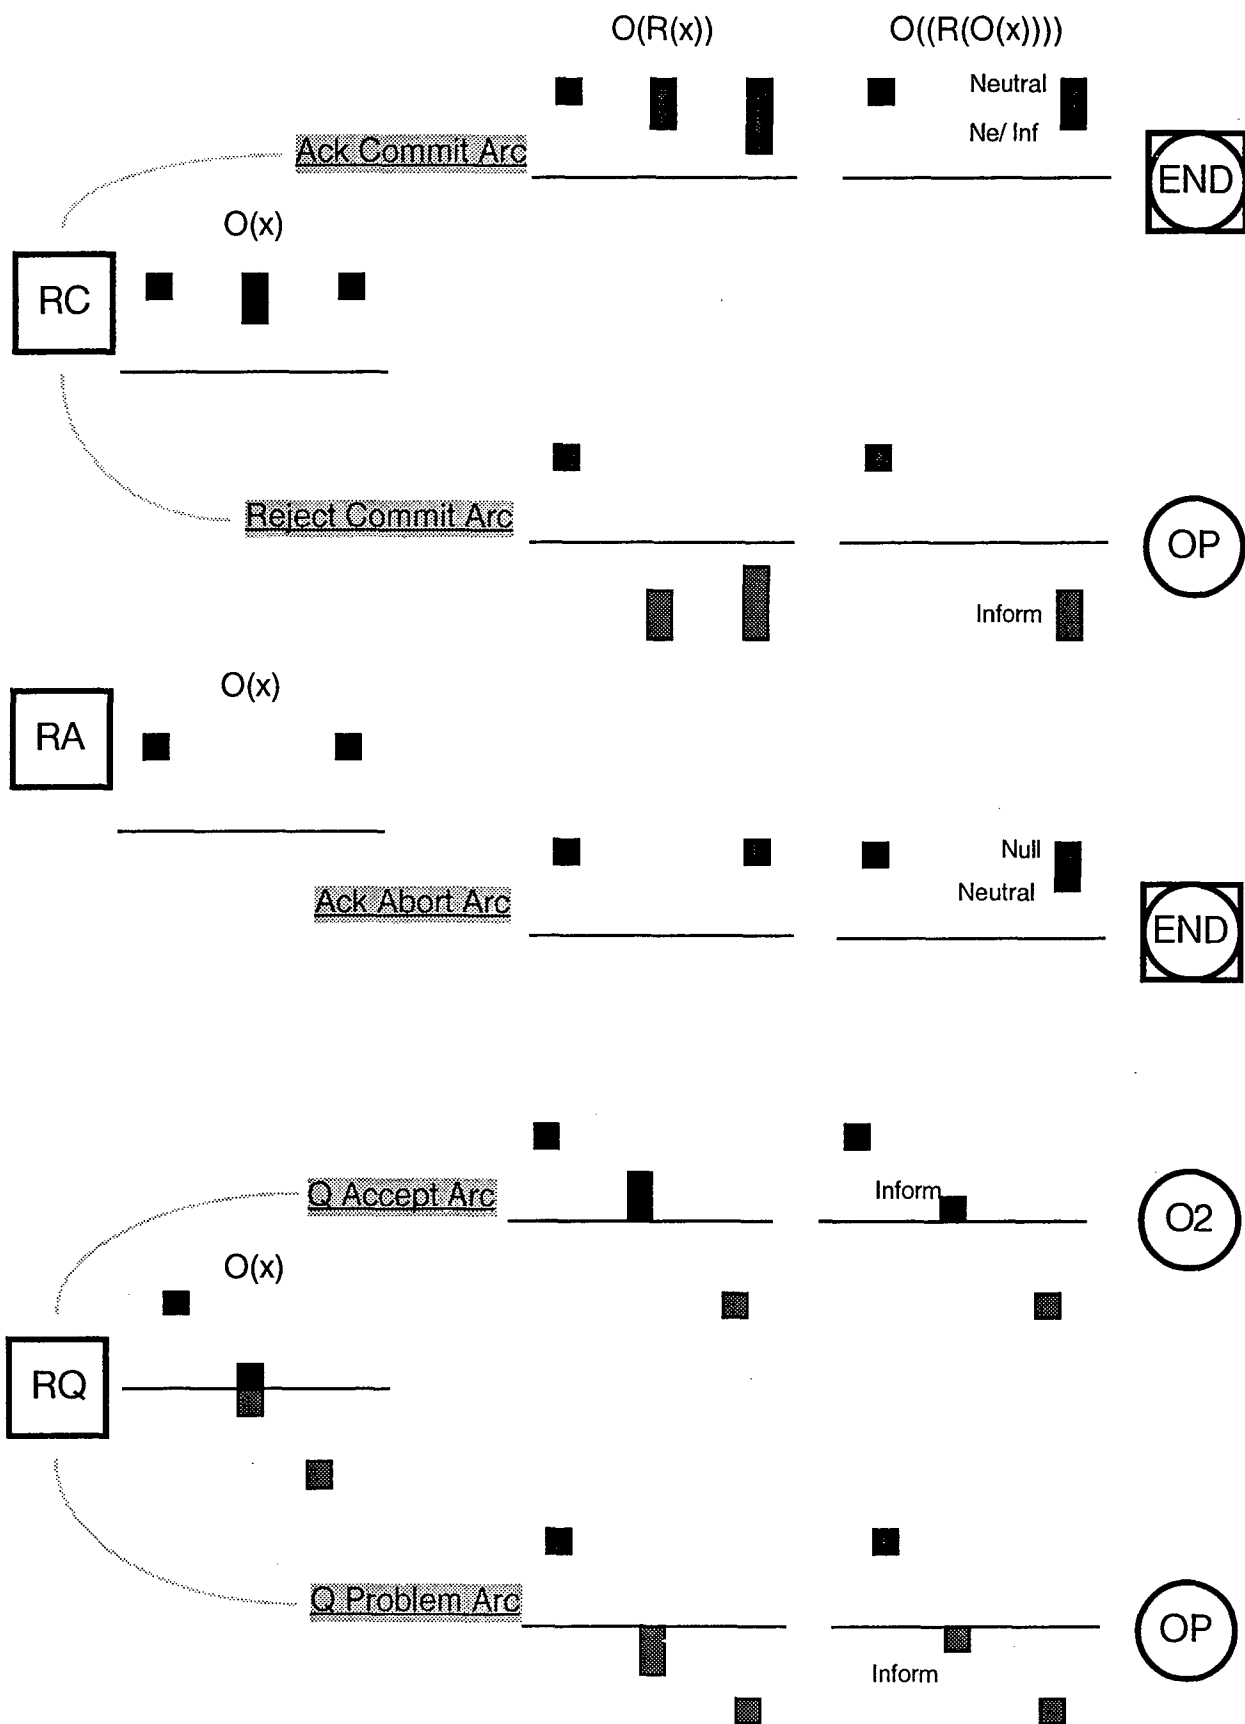 O(R(x))
O((R(O(x))))
Neutral
Ne/ Inf
Ack Commit Arc
END
O(x)
RC
Reject Commit Arc
OP
Inform
O(x)
RA
Null
Neutral
Ack Abort Arc
END
Q Accept Arc
Inform
O2
O(x)
RQ
Q Problem Arc
OP
Inform